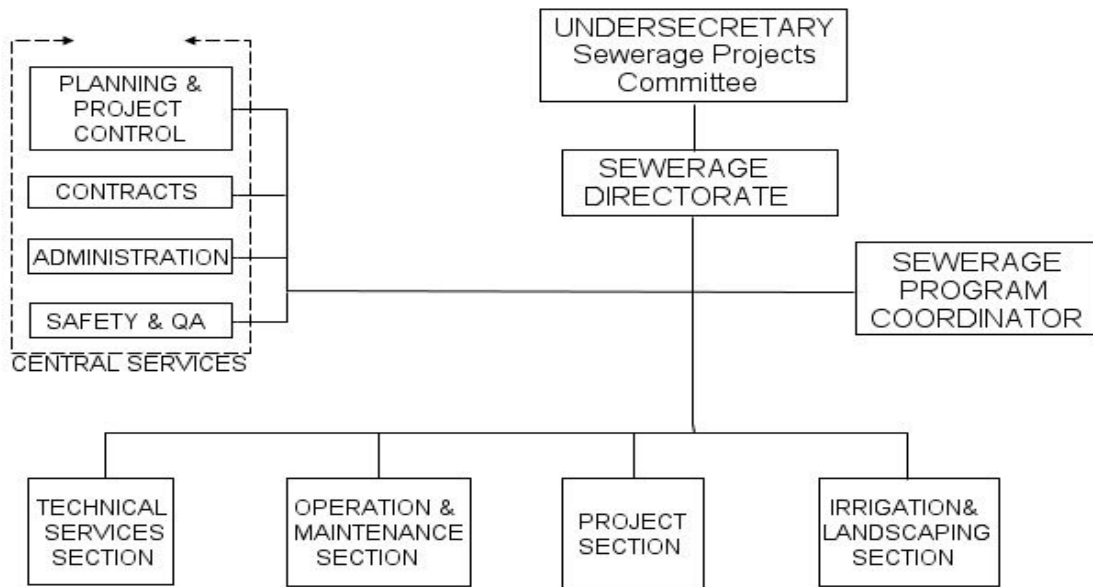 UNDERSECRETARY
Sewerage Projects
Committee
PLANNING &
PROJECT
CONTROL
SEWERAGE
DIRECTORATE
CONTRACTS
ADMINISTRATION
SEWERAGE
PROGRAM
COORDINATOR
SAFETY & QA
CENTRAL SERVICES
TECHNICAL
SERVICES
SECTION
OPERATION &
MAINTENANCE
SECTION
PROJECT
SECTION
IRRIGATION&
LANDSCAPING
SECTION